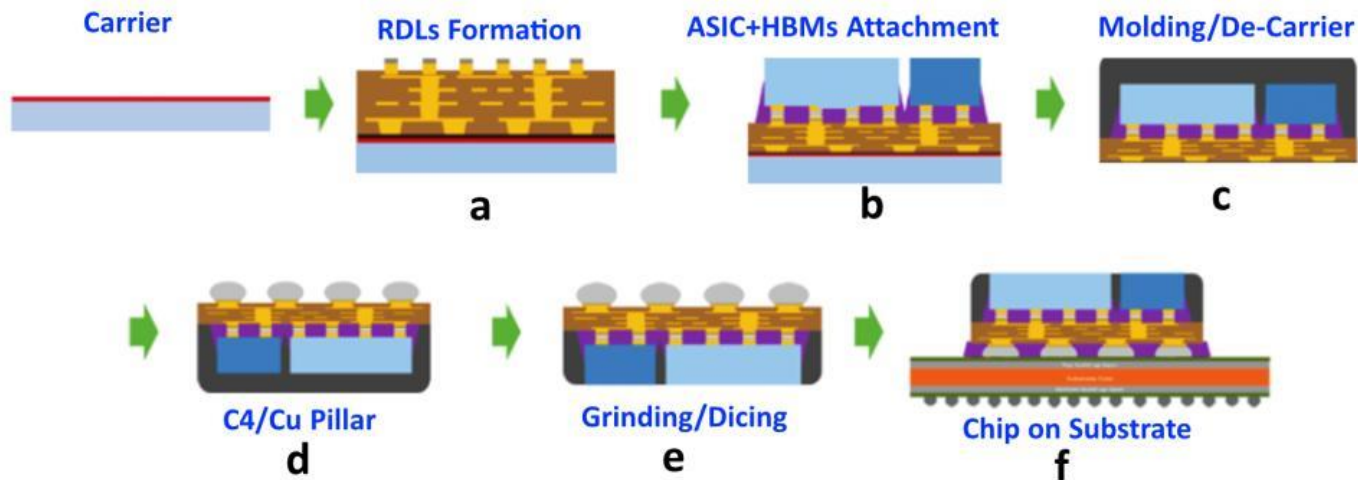 Carrier
RDLs Formation
ASIC+HBMs Attachment
Molding/De-Carrier
a
b
c
C4/Cu Pillar
Grinding/Dicing
Chip on Substrate
d
e
f